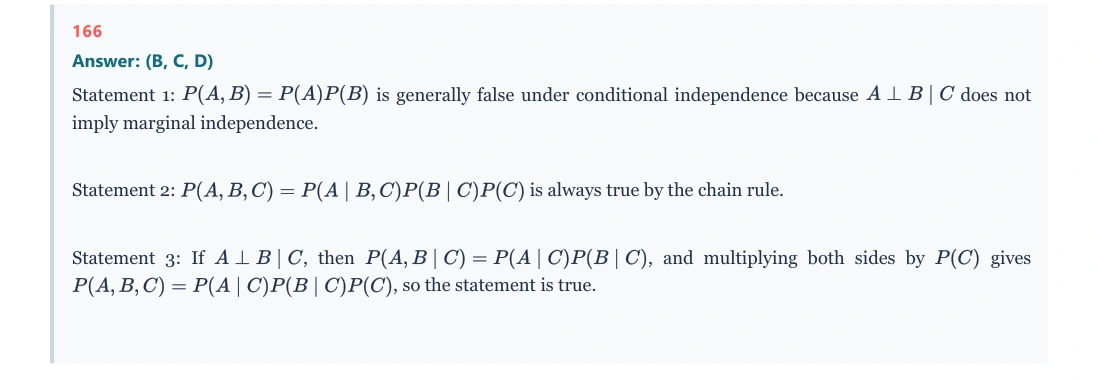 166
Answer: (B, C, D)
Statement 1: P(A, B) = P(A)P(B) is generally false under conditional independence because A ⊥ B | C does not
imply marginal independence.
Statement 2: P(A, B, C) = P(A | B, C)P(B | C)P(C) is always true by the chain rule.
Statement 3: If A ⊥ B | C, then P(A, B | C) = P(A | C)P(B | C), and multiplying both sides by P(C) gives
P(A, B, C) = P(A | C)P(B | C)P(C), so the statement is true.